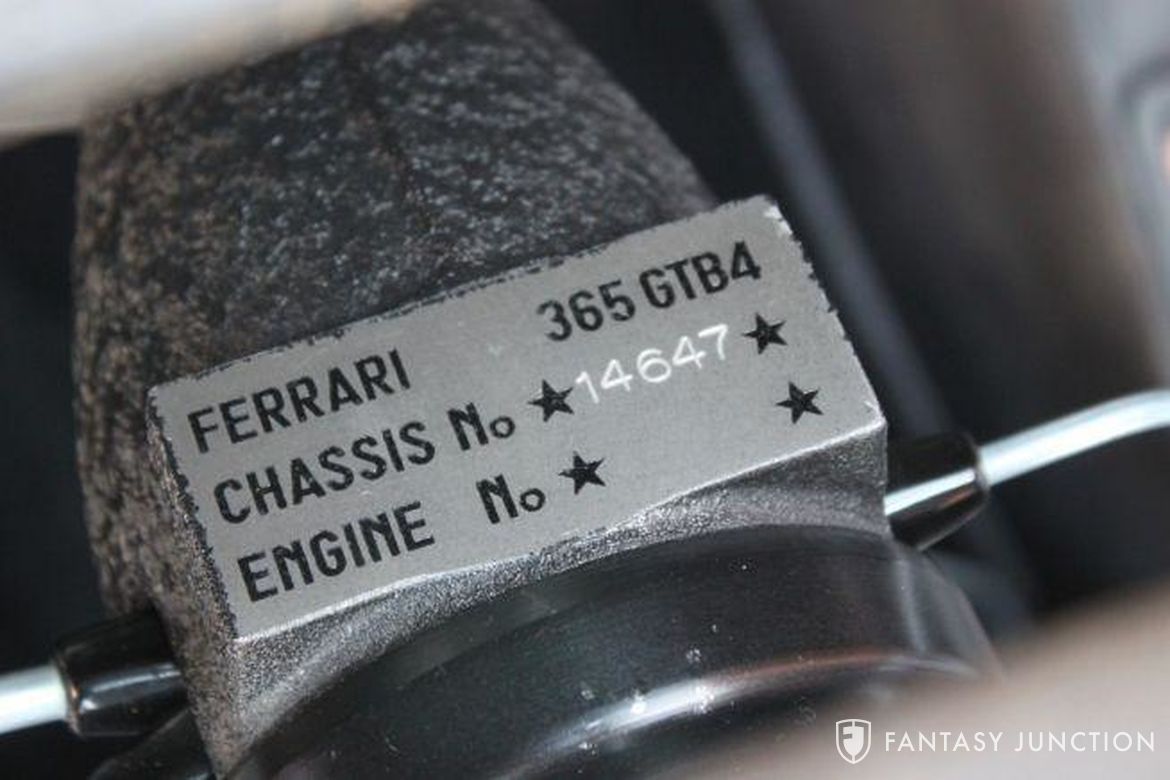 FERRARI 365 GTB4
CHASSIS No ★14647★
ENGINE No ★ ★
FANTASY JUNCTION